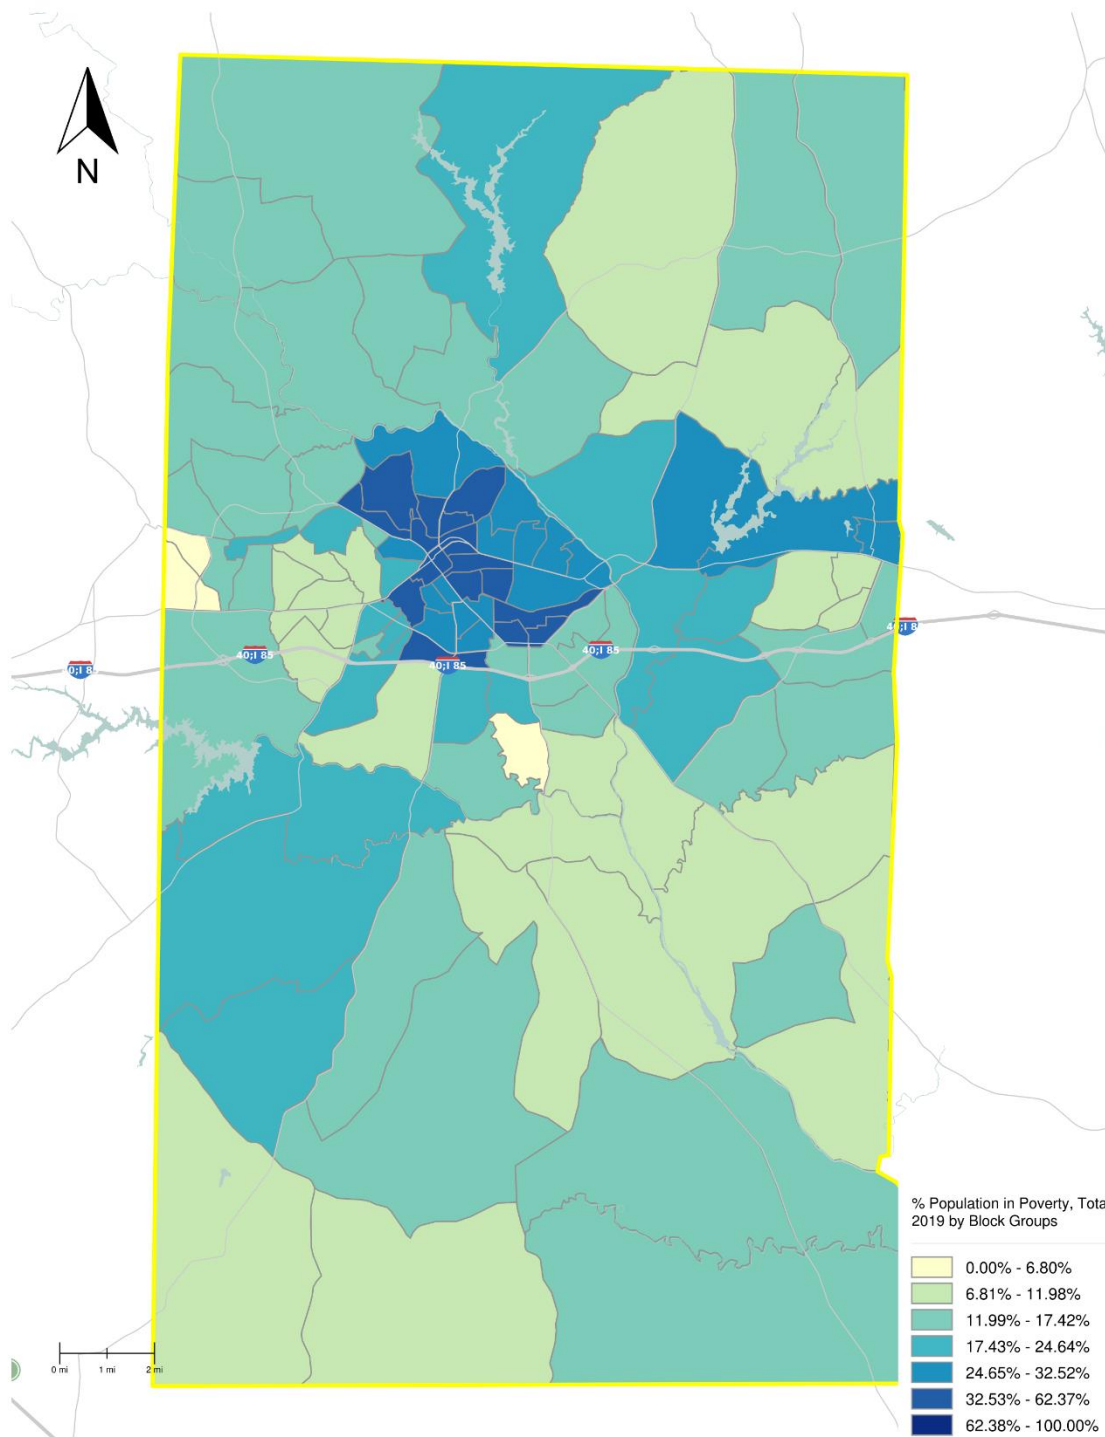 N
40;I 85
40;I 85
40;I 85
% Population in Poverty, Tota
2019 by Block Groups
0.00% - 6.80%
6.81% - 11.98%
11.99% - 17.42%
17.43% - 24.64%
24.65% - 32.52%
32.53% - 62.37%
62.38% - 100.00%
0 mi 1 mi 2 mi